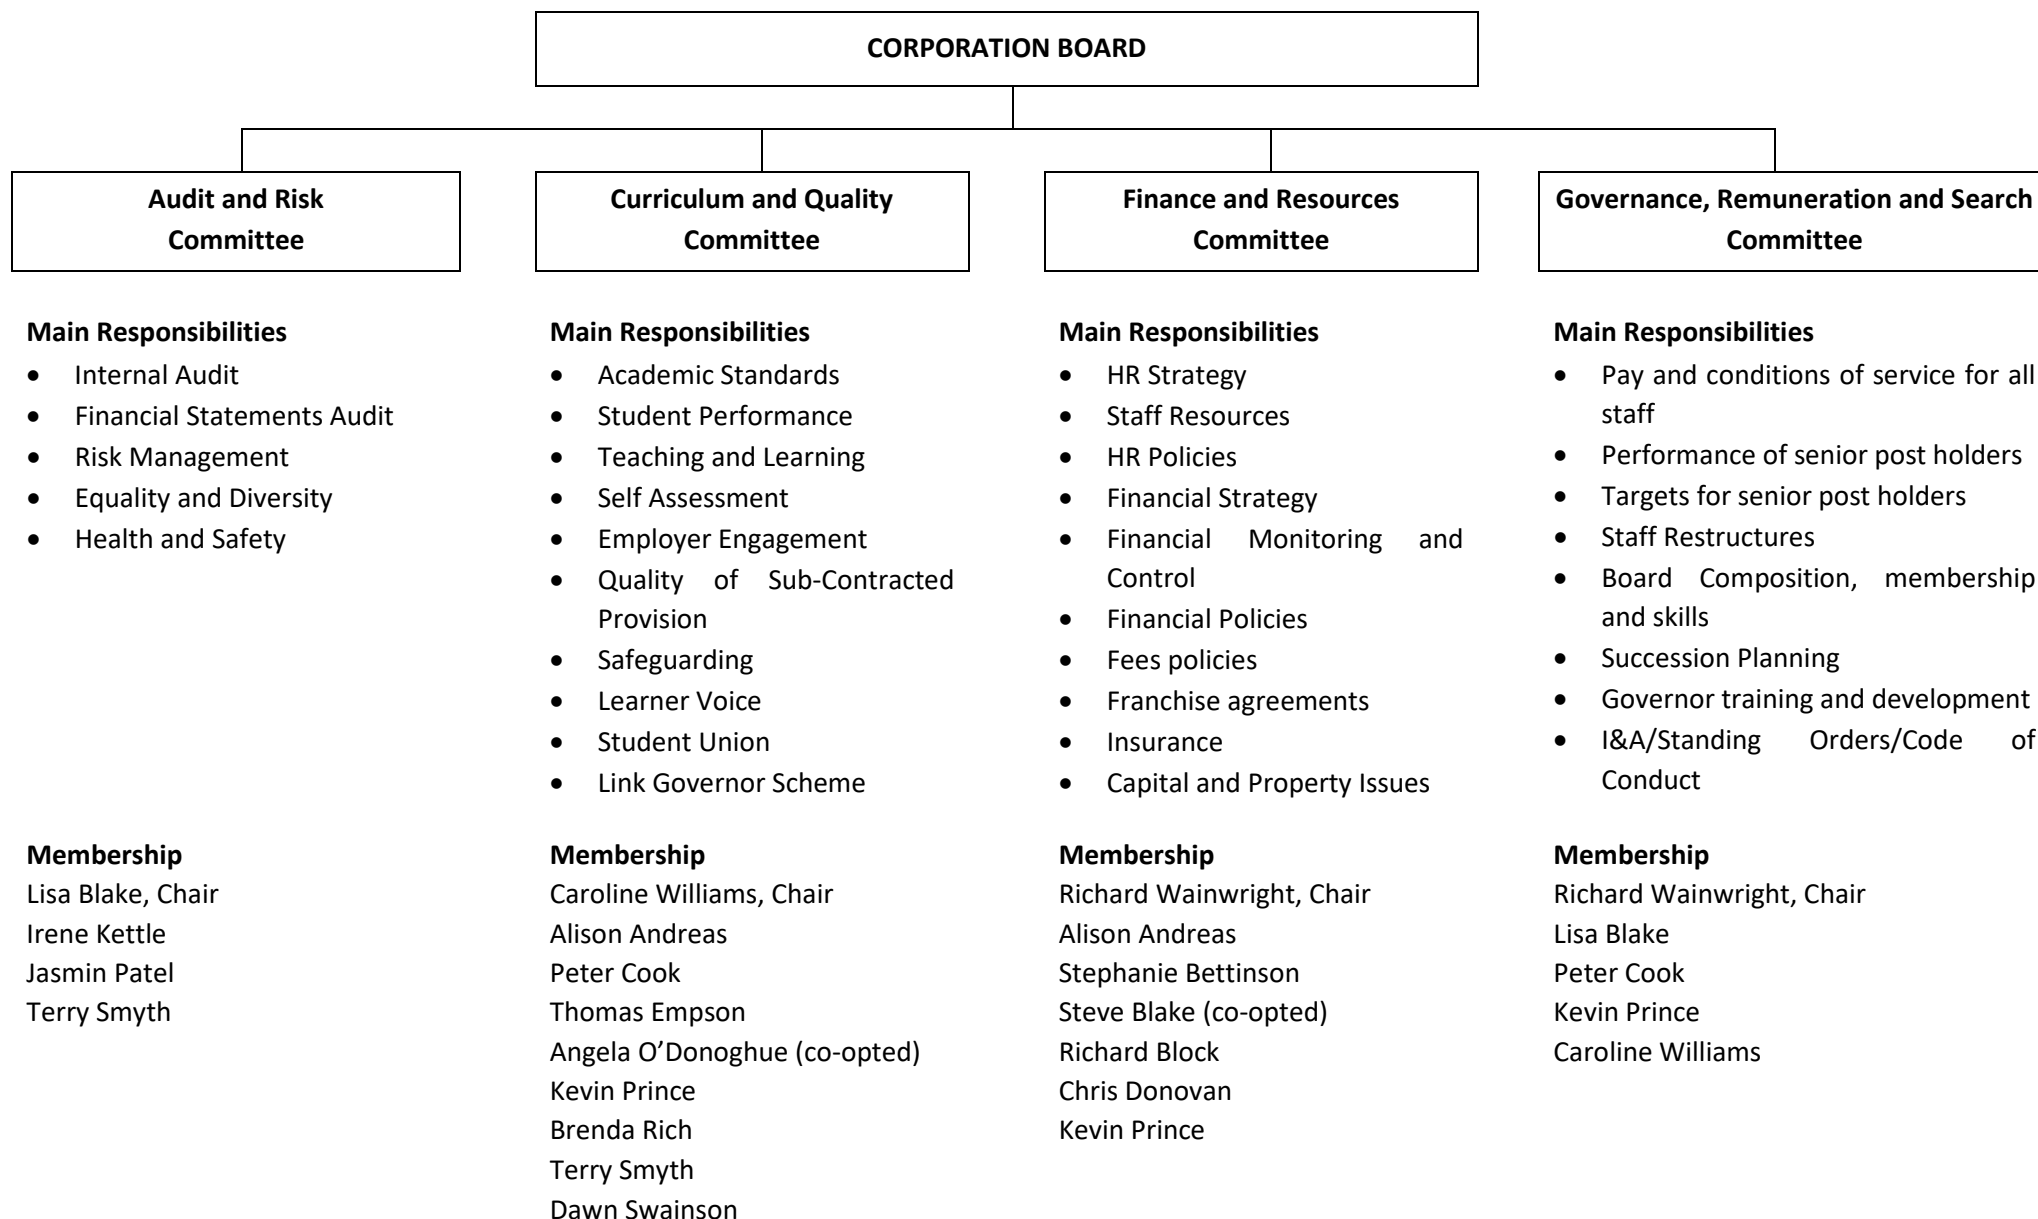 CORPORATION BOARD
Audit and Risk
Committee
Main Responsibilities
• Internal Audit
• Financial Statements Audit
• Risk Management
• Equality and Diversity
• Health and Safety
Membership
Lisa Blake, Chair
Irene Kettle
Jasmin Patel
Terry Smyth
Curriculum and Quality
Committee
Main Responsibilities
• Academic Standards
• Student Performance
• Teaching and Learning
• Self Assessment
• Employer Engagement
• Quality of Sub-Contracted
Provision
• Safeguarding
• Learner Voice
• Student Union
• Link Governor Scheme
Membership
Caroline Williams, Chair
Alison Andreas
Peter Cook
Thomas Empson
Angela O’Donoghue (co-opted)
Kevin Prince
Brenda Rich
Terry Smyth
Dawn Swainson
Finance and Resources
Committee
Main Responsibilities
• HR Strategy
• Staff Resources
• HR Policies
• Financial Strategy
• Financial Monitoring and
Control
• Financial Policies
• Fees policies
• Franchise agreements
• Insurance
• Capital and Property Issues
Membership
Richard Wainwright, Chair
Alison Andreas
Stephanie Bettinson
Steve Blake (co-opted)
Richard Block
Chris Donovan
Kevin Prince
Governance, Remuneration and Search
Committee
Main Responsibilities
• Pay and conditions of service for all
staff
• Performance of senior post holders
• Targets for senior post holders
• Staff Restructures
• Board Composition, membership
and skills
• Succession Planning
• Governor training and development
• I&A/Standing Orders/Code of
Conduct
Membership
Richard Wainwright, Chair
Lisa Blake
Peter Cook
Kevin Prince
Caroline Williams